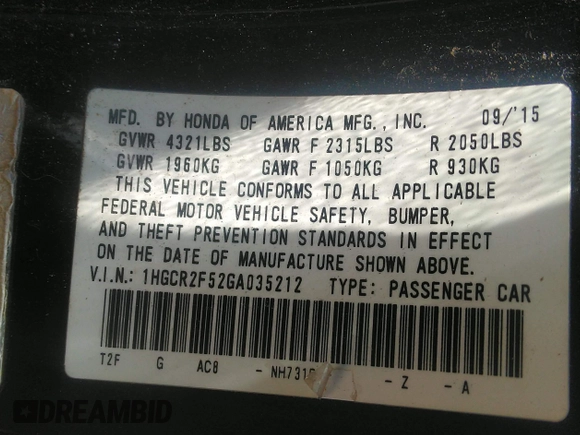 MFD. BY HONDA OF AMERICA MFG., INC. 09/'15
GVWR 4321LBS GAWR F 2315LBS R 2050LBS
GVWR 1960KG GAWR F 1050KG R 930KG
THIS VEHICLE CONFORMS TO ALL APPLICABLE
FEDERAL MOTOR VEHICLE SAFETY, BUMPER,
AND THEFT PREVENTION STANDARDS IN EFFECT
ON THE DATE OF MANUFACTURE SHOWN ABOVE.
V.I.N.: 1HGCR2F52GA035212 TYPE: PASSENGER CAR
T2F G AC8 - - Z - A
DREAMBID